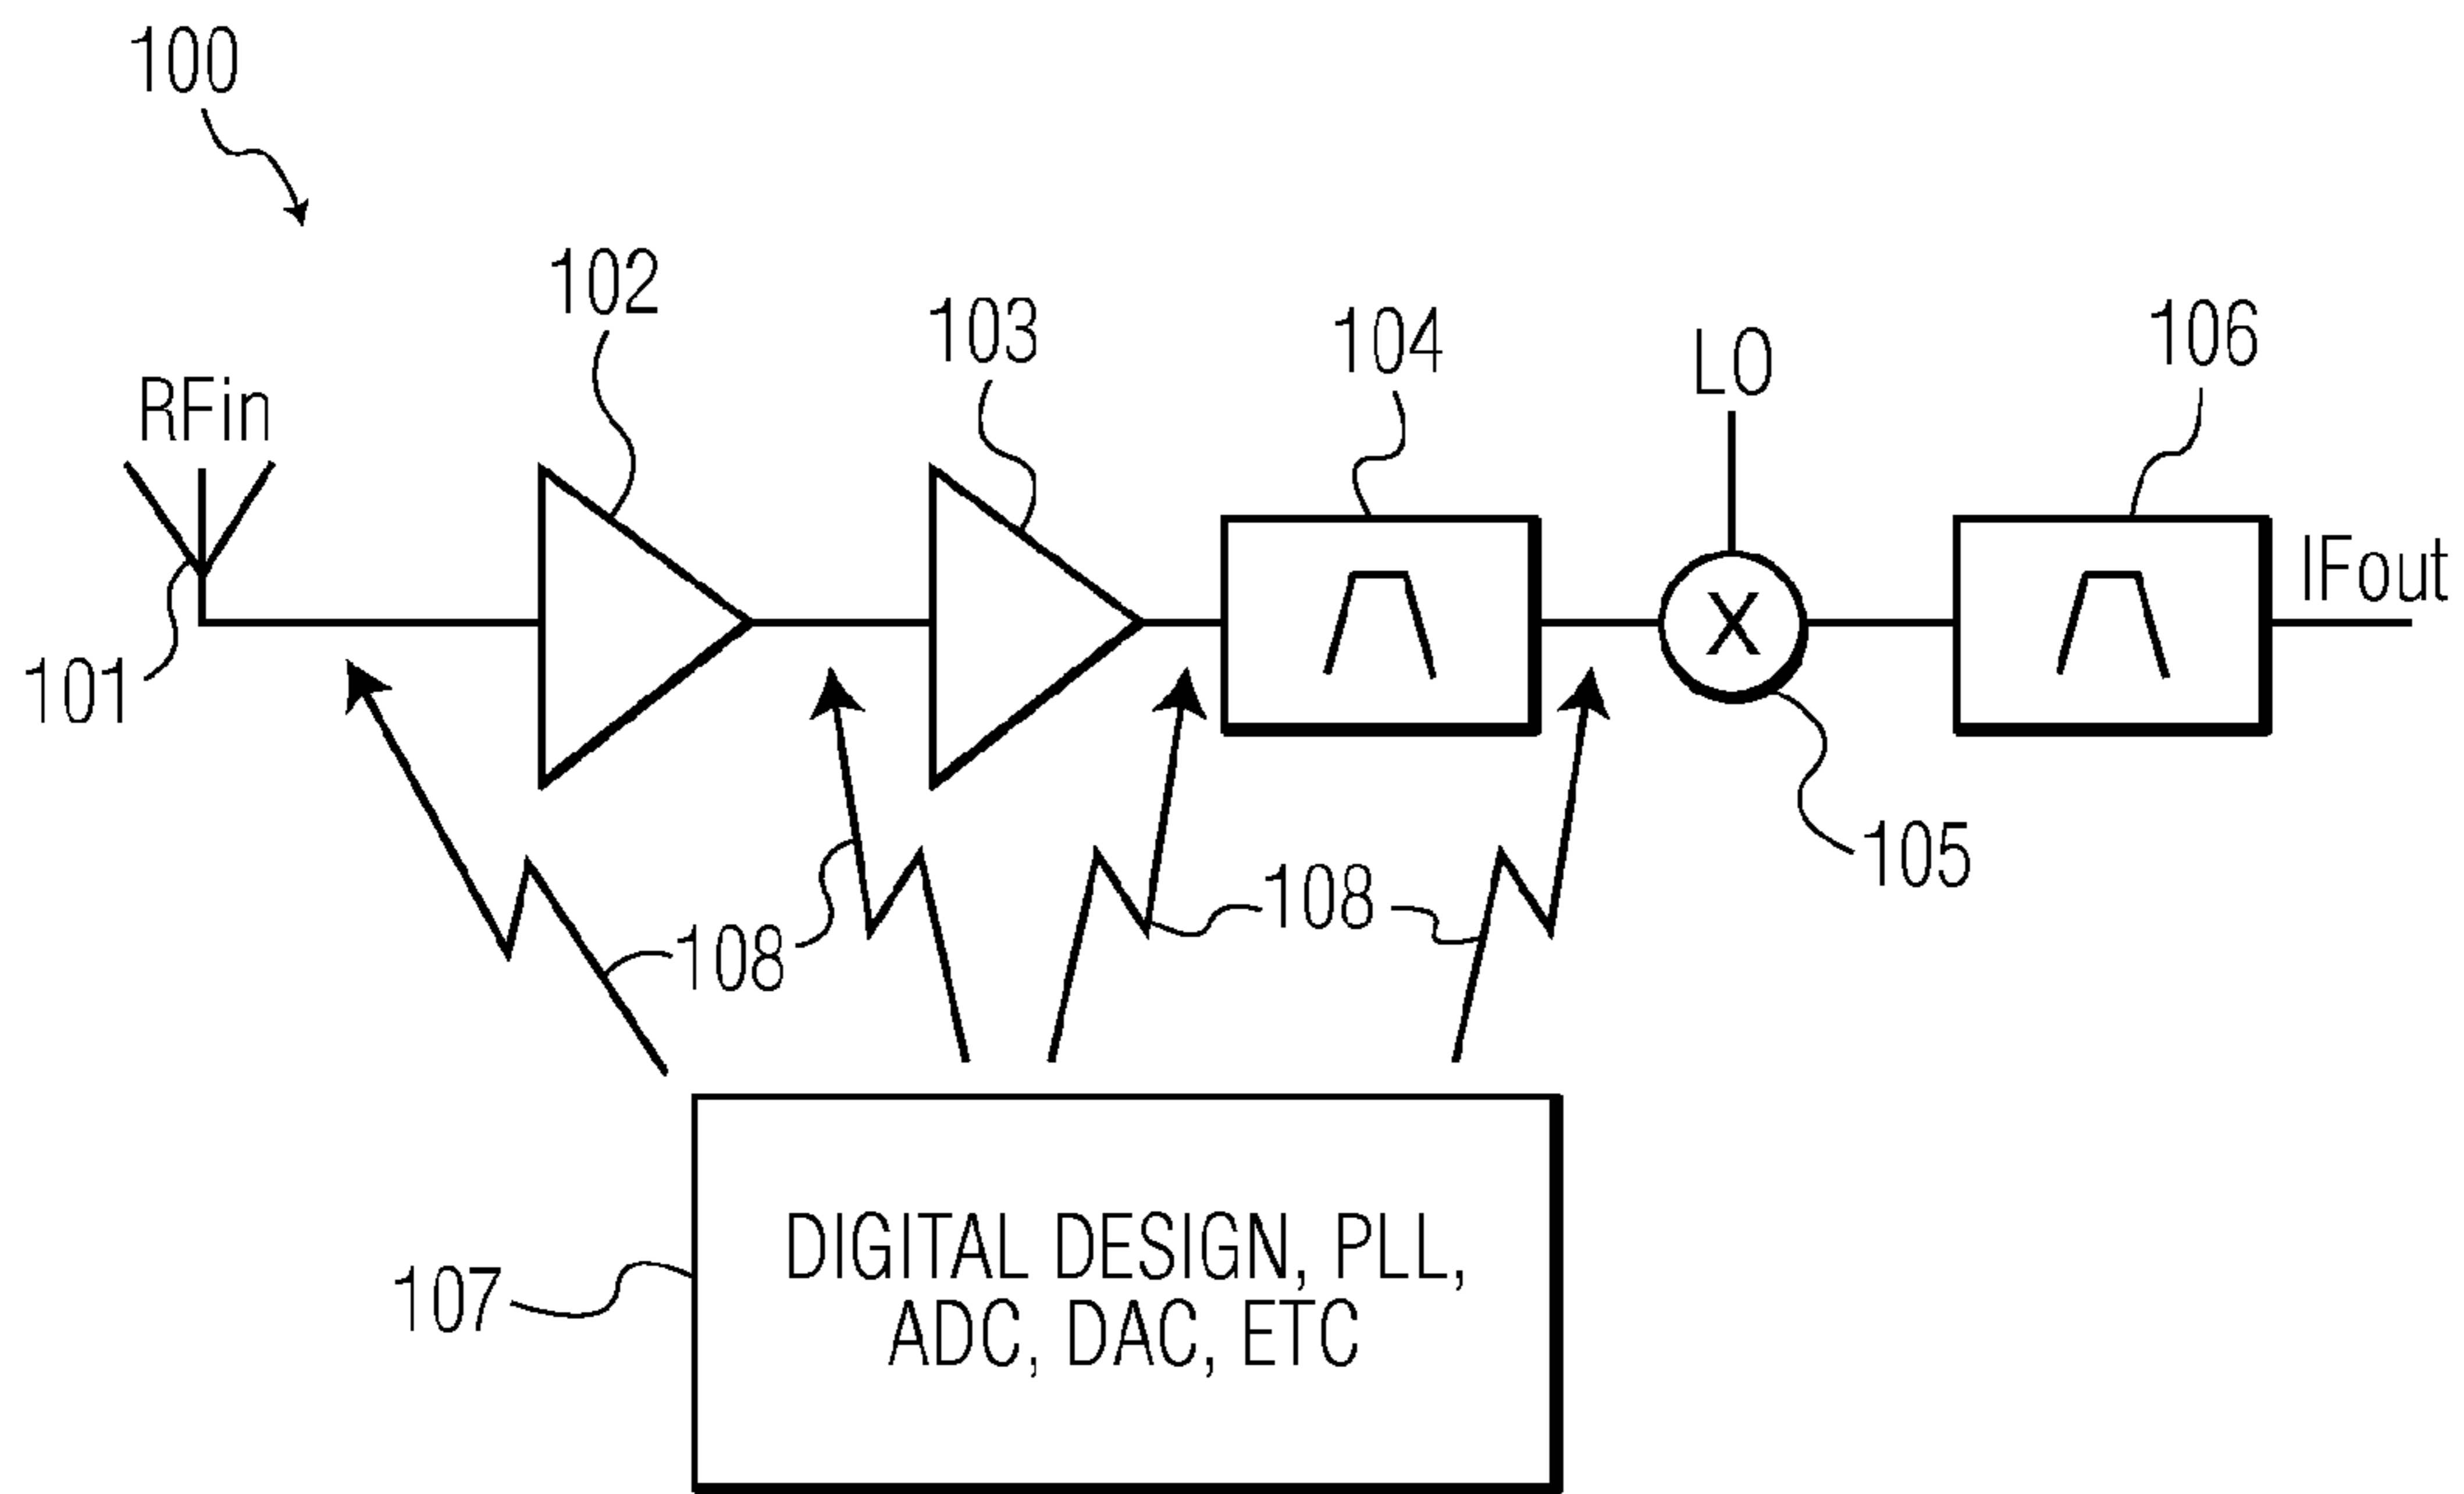 100
102
103
104
LO
106
RFin
IFout
X
101
105
108
108
107
DIGITAL DESIGN, PLL,
ADC, DAC, ETC